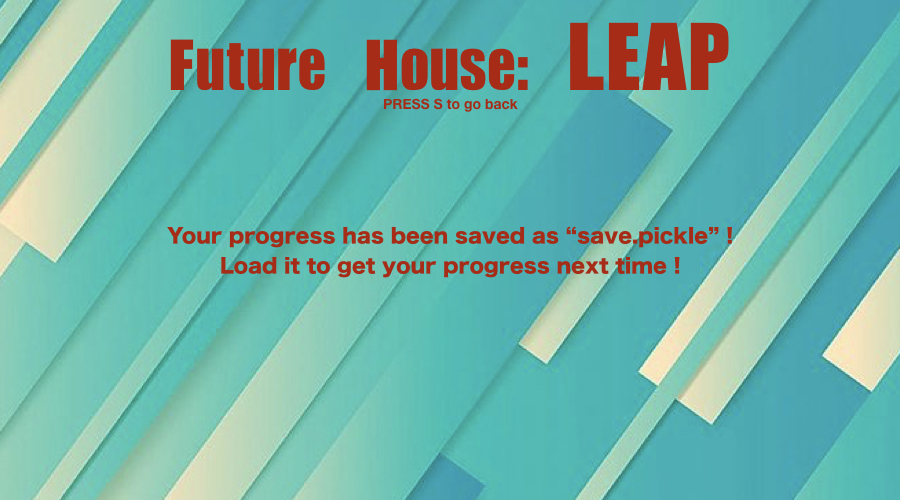 Future House: LEAP
PRESS S to go back
Your progress has been saved as “save.pickle” !
Load it to get your progress next time !